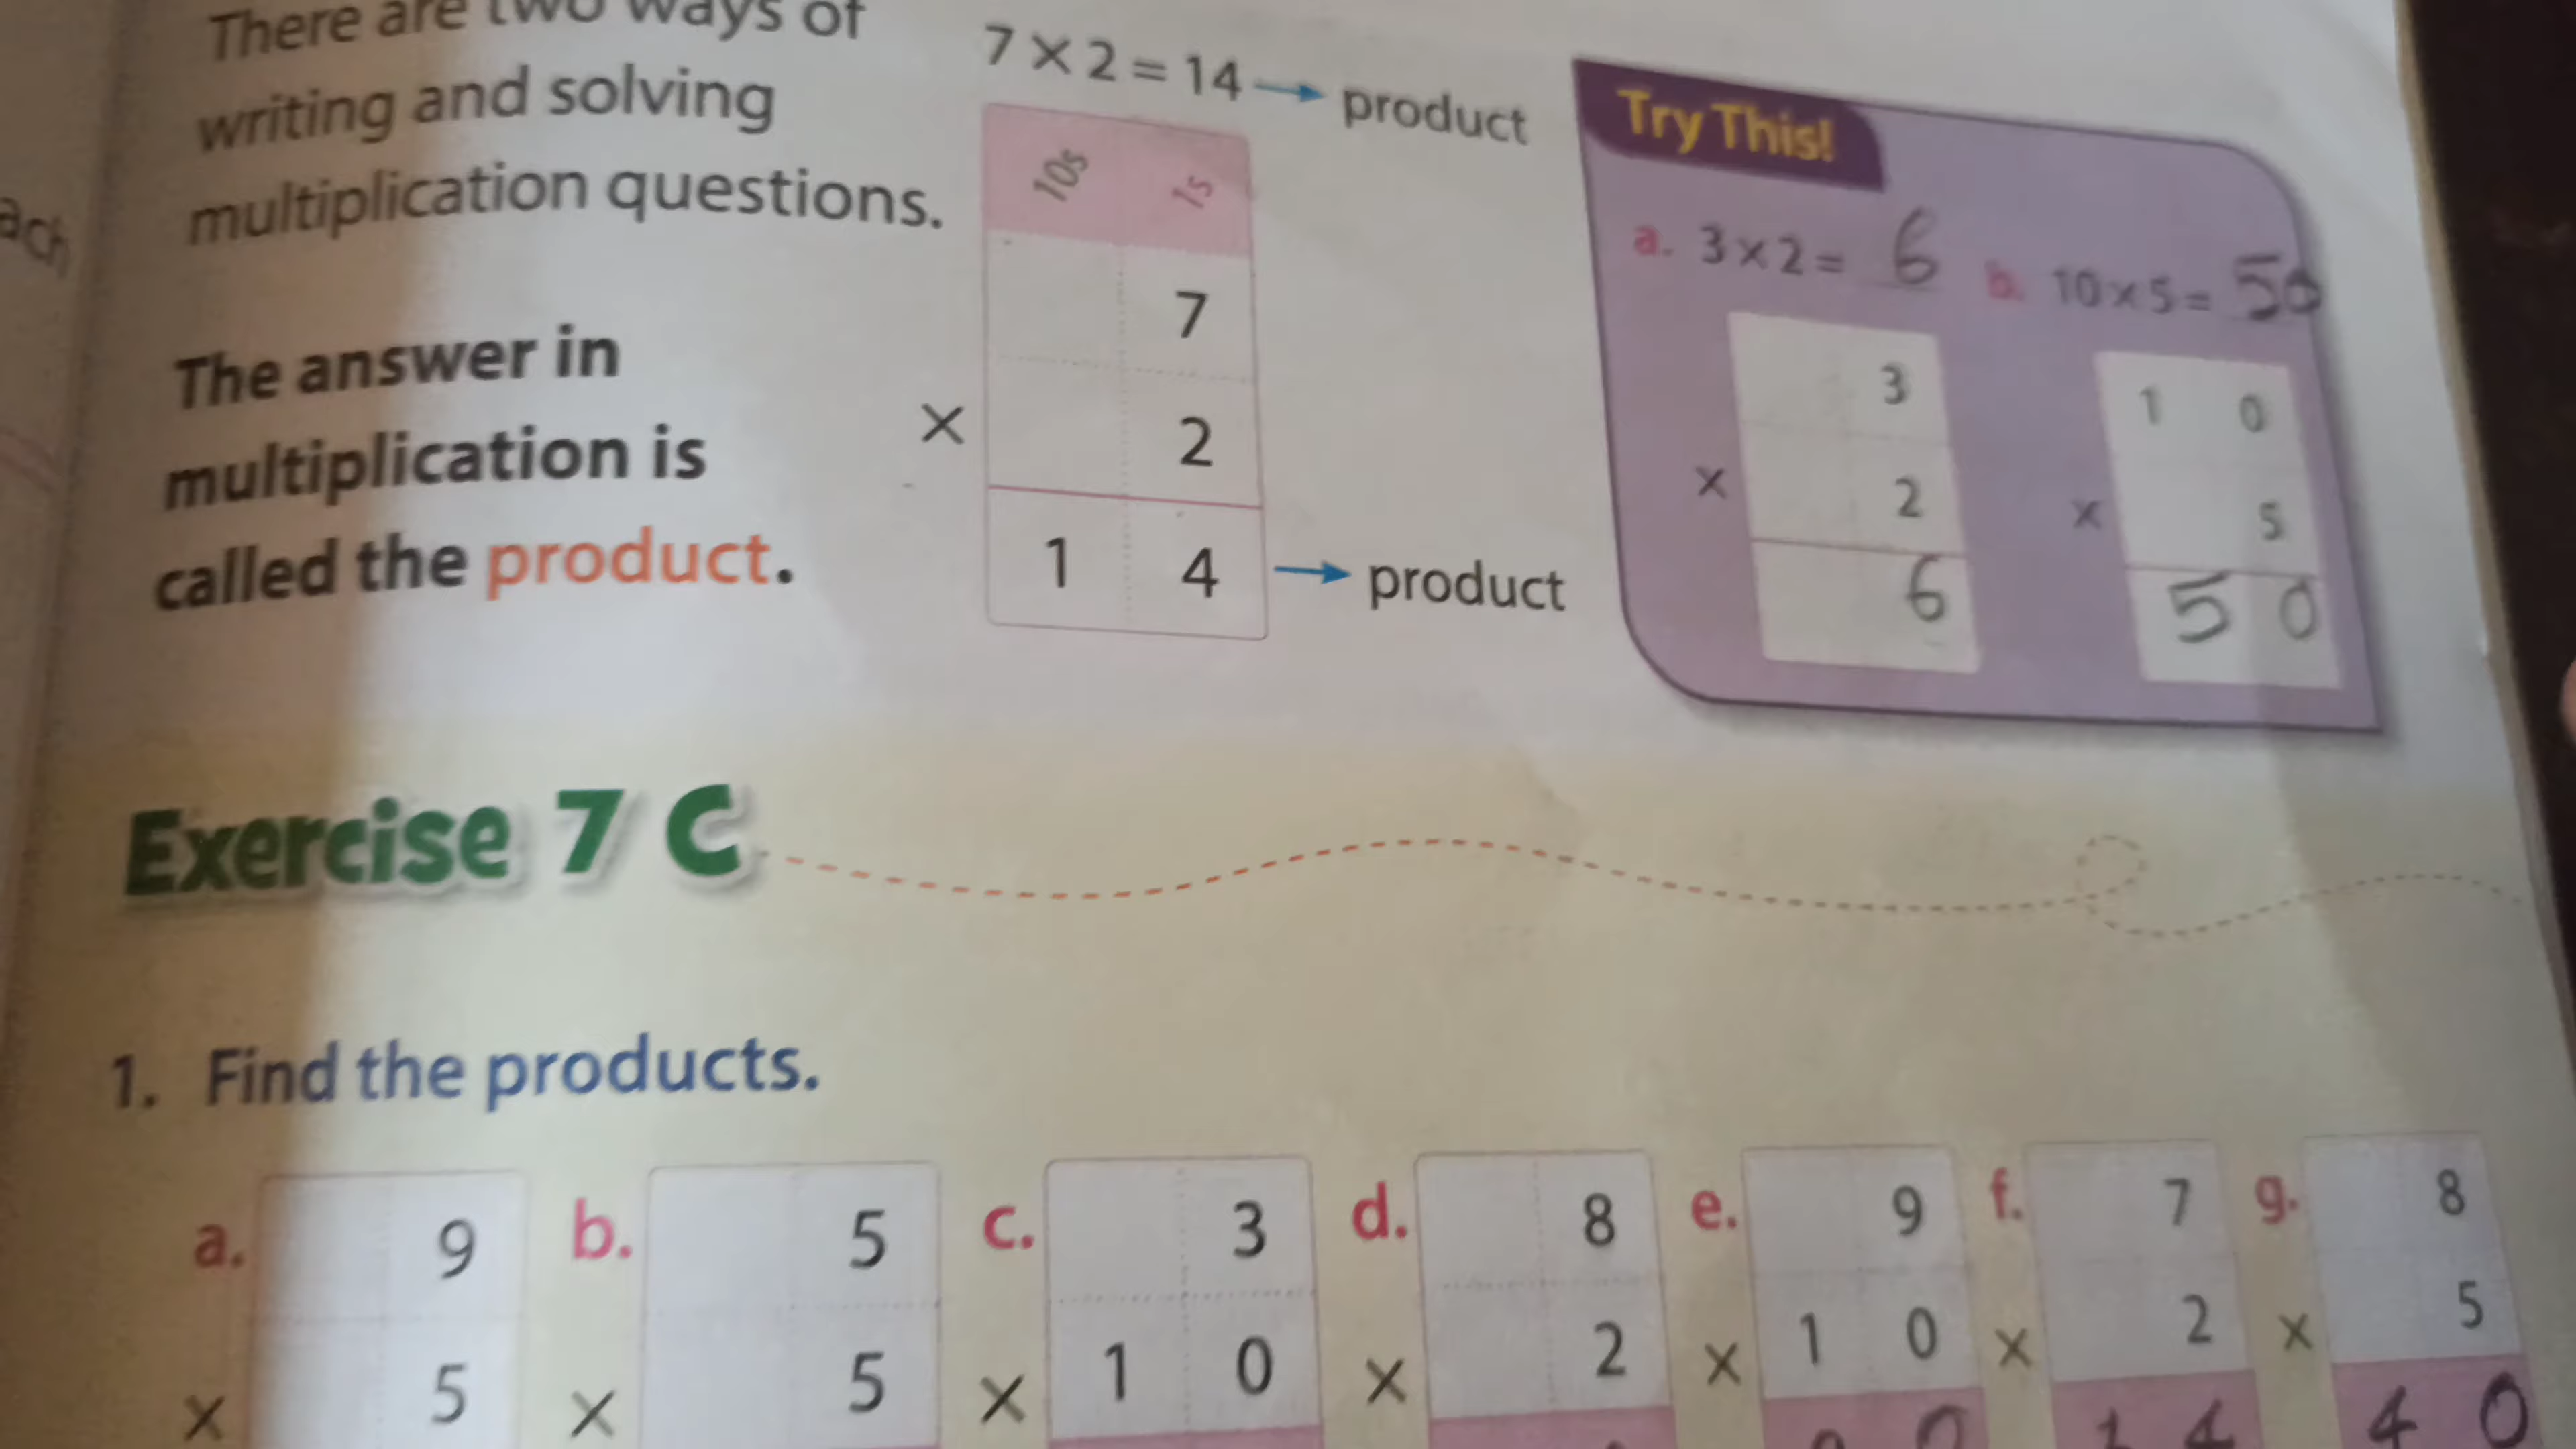 There are two ways of
writing and solving
multiplication questions.
The answer in
multiplication is
called the product.
7 × 2 = 14 → product
10s 1s
7
× 2
1 4 → product
Try This!
a. 3 × 2 = 6
3
× 2
6
b. 10 × 5 = 50
1 0
× 5
5 0
Exercise 7 C
1. Find the products.
a. 9 b. 5 c. 3 d. 8 e. 9 f. 7 g. 8
× 5 × 5 × 1 0 × 2 × 1 0 × 2 × 5
1 4 4 0